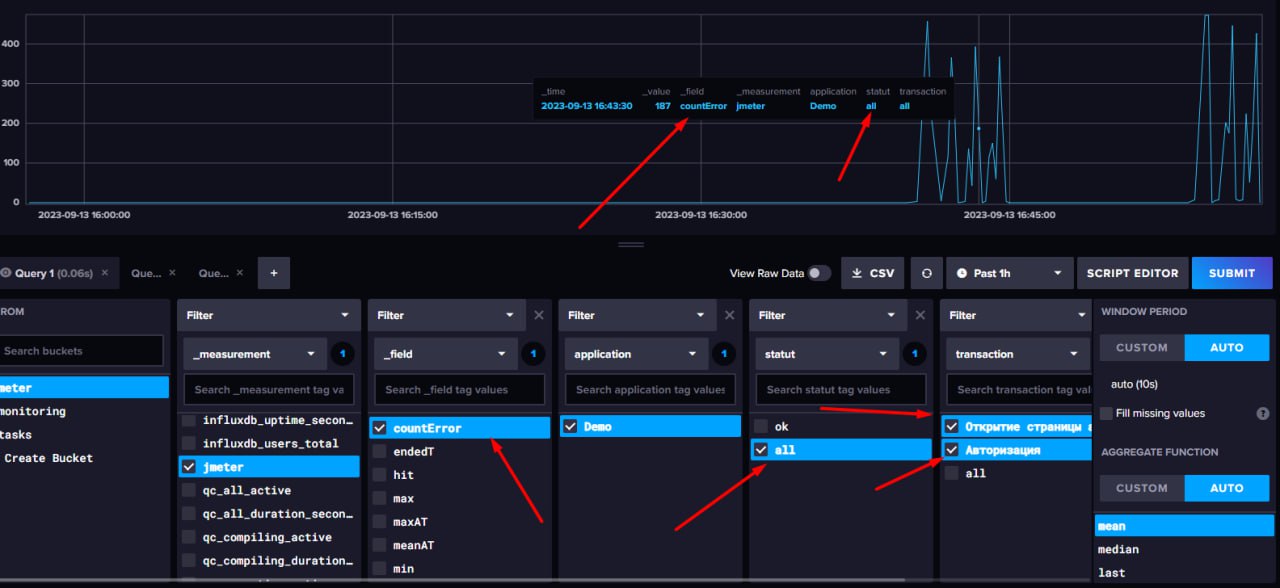 400
_time _value _field _measurement application statut transaction
300
2023-09-13 16:43:30 187 countError jmeter Demo all all
200
100
0
2023-09-13 16:00:00 2023-09-13 16:15:00 2023-09-13 16:30:00 2023-09-13 16:45:00
Query 1 (0.06s) × Que... × Que... × + View Raw Data CSV Past 1h SCRIPT EDITOR SUBMIT
ROM
Search buckets
meter
monitoring
tasks
Create Bucket
Filter
_measurement 1
Search _measurement tag va
influxdb_uptime_secon…
influxdb_users_total
jmeter
qc_all_active
qc_all_duration_secon…
qc_compiling_active
qc_compiling_duration…
Filter ×
_field 1
Search _field tag values
countError
endedT
hit
max
maxAT
meanAT
min
Filter ×
application 1
Search application tag values
Demo
Filter ×
statut 1
Search statut tag values
ok
all
Filter
transaction
Search transaction tag val
Открытие страницы
Авторизация
all
WINDOW PERIOD
CUSTOM AUTO
auto (10s)
Fill missing values ?
AGGREGATE FUNCTION
CUSTOM AUTO
mean
median
last